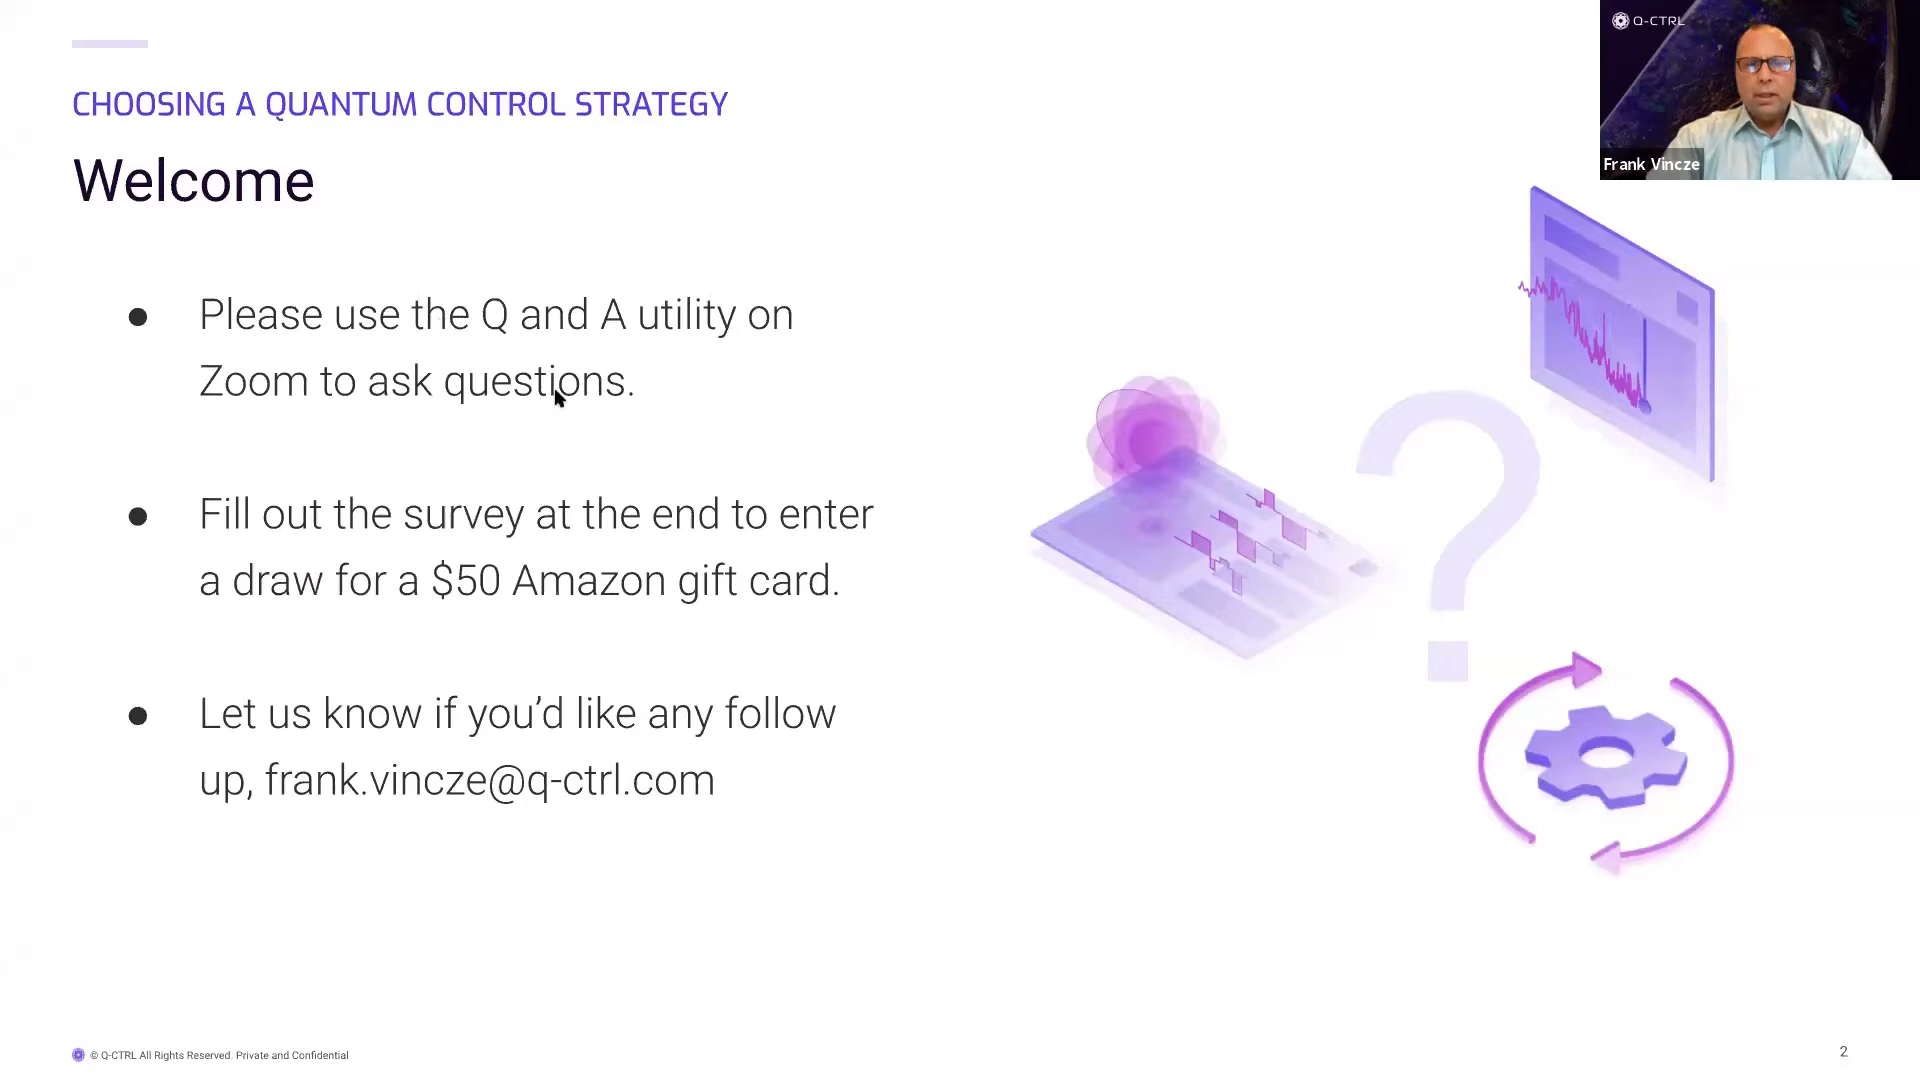 Q-CTRL
Frank Vincze
CHOOSING A QUANTUM CONTROL STRATEGY
Welcome
● Please use the Q and A utility on
Zoom to ask questions.
● Fill out the survey at the end to enter
a draw for a $50 Amazon gift card.
● Let us know if you’d like any follow
up, frank.vincze@q-ctrl.com
?
© Q-CTRL All Rights Reserved. Private and Confidential
2